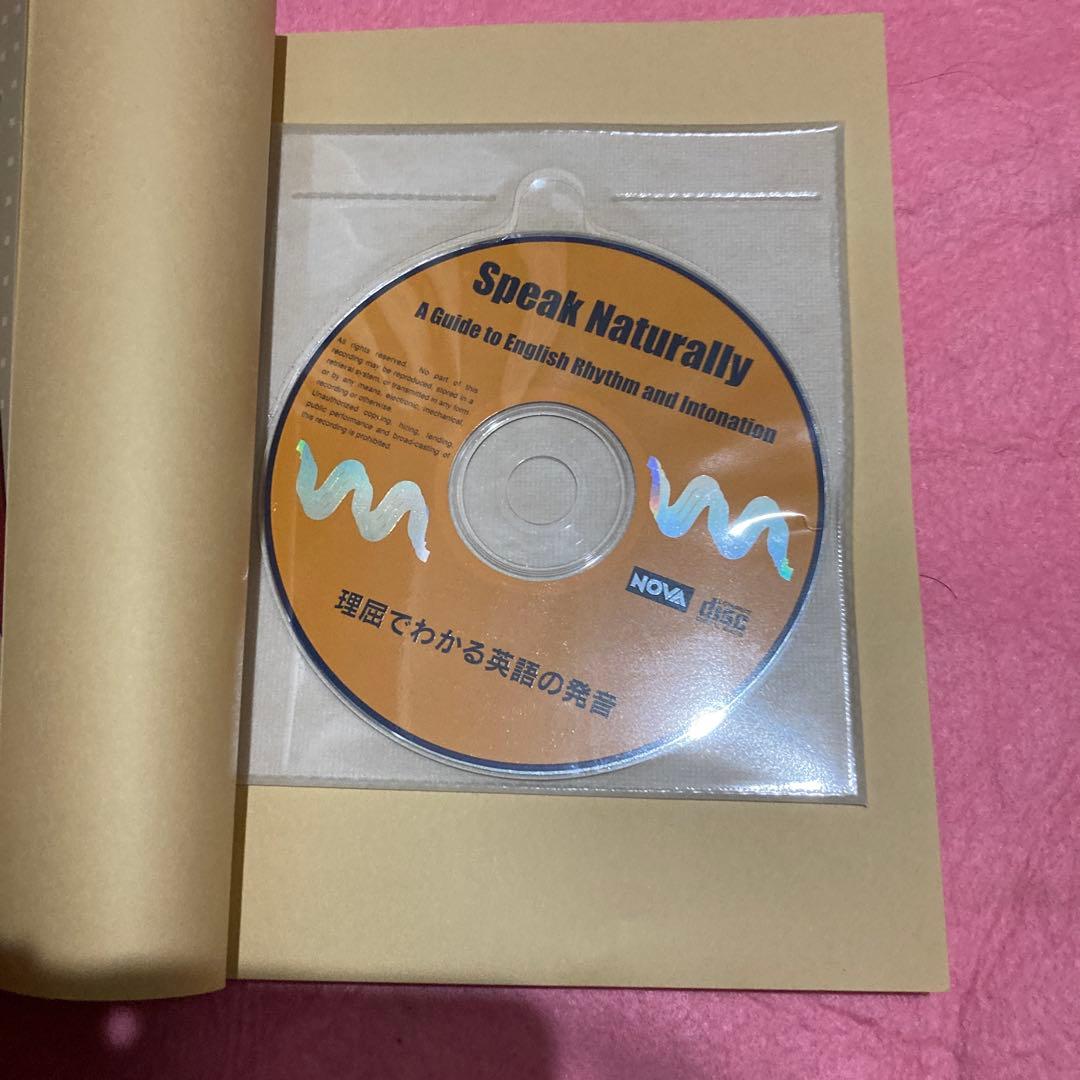 Speak Naturally
A Guide to English Rhythm and Intonation
All rights reserved. No part of this
recording may be reproduced, stored in a
retrieval system, or transmitted in any form
or by any means, electronic, mechanical,
recording or otherwise.
Unauthorized copying, hiring, lending,
public performance and broad-casting of
this recording is prohibited.
NOVA
disc
理屈でわかる英語の発音